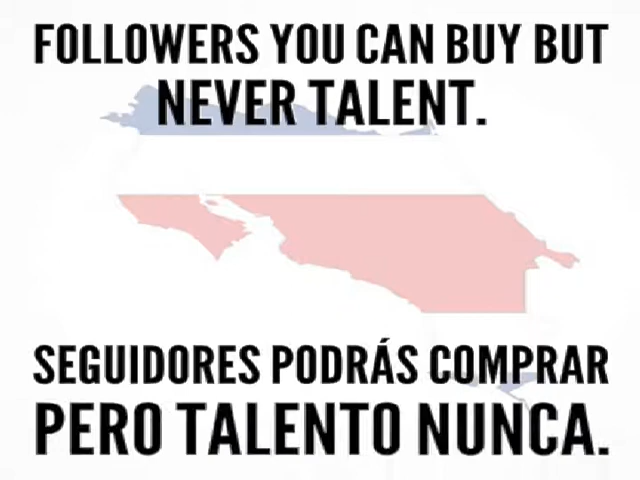 FOLLOWERS YOU CAN BUY BUT
NEVER TALENT.
SEGUIDORES PODRÁS COMPRAR
PERO TALENTO NUNCA.